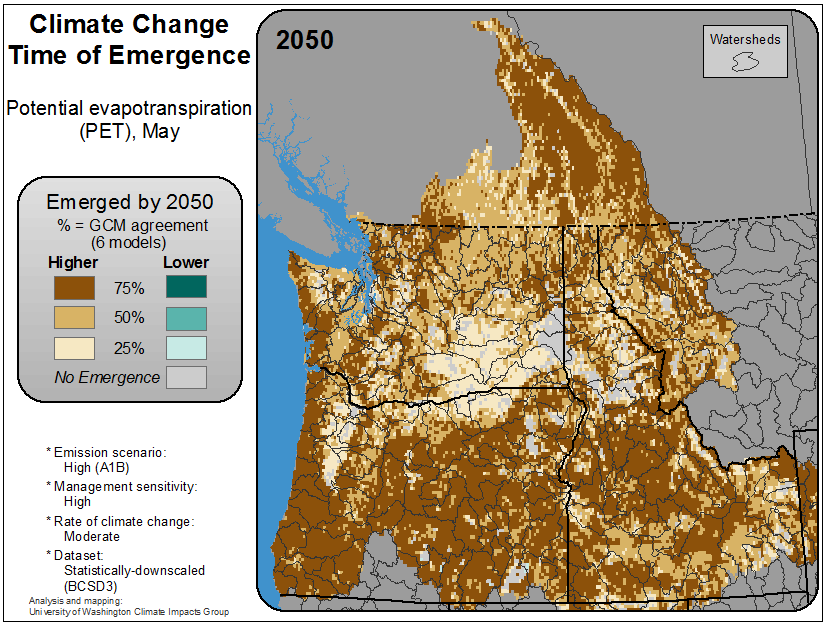 Climate Change
Time of Emergence
Potential evapotranspiration
(PET), May
Emerged by 2050
% = GCM agreement
(6 models)
Higher Lower
75%
50%
25%
No Emergence
* Emission scenario:
High (A1B)
* Management sensitivity:
High
* Rate of climate change:
Moderate
* Dataset:
Statistically-downscaled
(BCSD3)
Analysis and mapping:
University of Washington Climate Impacts Group
2050
Watersheds